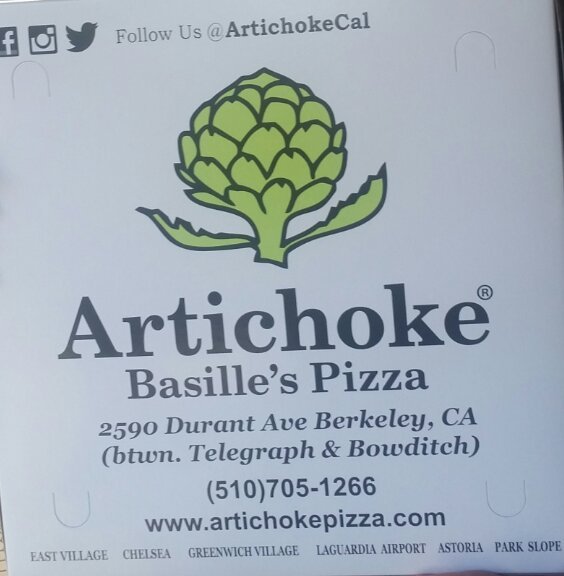 Follow Us @ArtichokeCal
Artichoke®
Basille's Pizza
2590 Durant Ave Berkeley, CA
(btwn. Telegraph & Bowditch)
(510)705-1266
www.artichokepizza.com
EAST VILLAGE CHELSEA GREENWICH VILLAGE LAGUARDIA AIRPORT ASTORIA PARK SLOPE